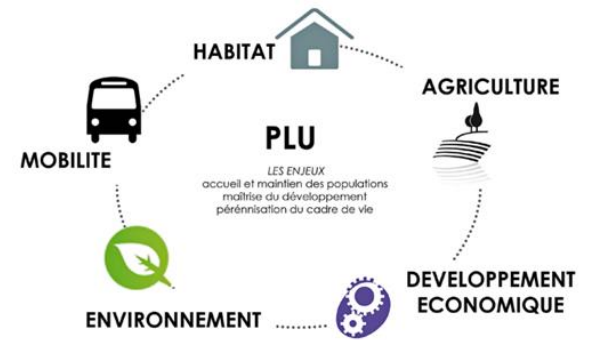 HABITAT
AGRICULTURE
MOBILITE
PLU
LES ENJEUX
accueil et maintien des populations
maîtrise du développement
pérénnisation du cadre de vie
DEVELOPPEMENT
ECONOMIQUE
ENVIRONNEMENT